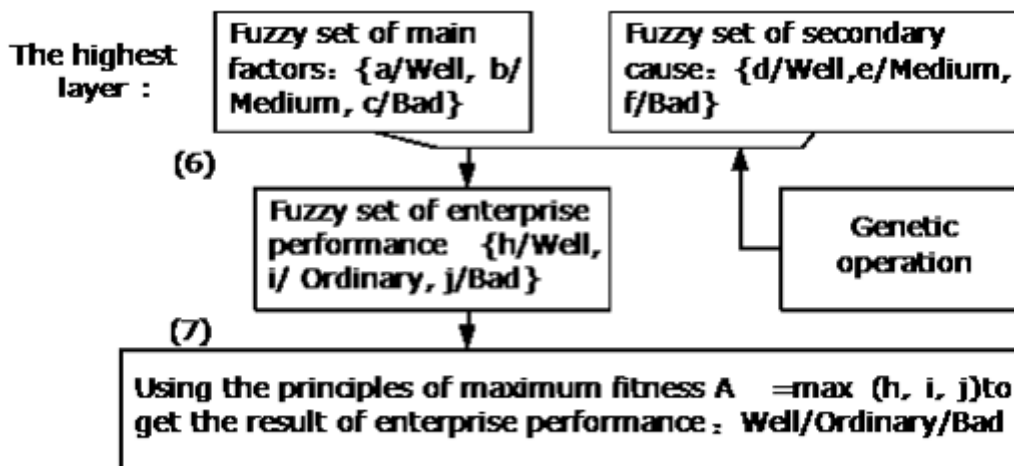 The highest
layer :
Fuzzy set of main
factors: {a/Well, b/
Medium, c/Bad}
Fuzzy set of secondary
cause: {d/Well,e/Medium,
f/Bad}
(6)
Fuzzy set of enterprise
performance {h/Well,
i/ Ordinary, j/Bad}
Genetic
operation
(7)
Using the principles of maximum fitness A =max (h, i, j)to
get the result of enterprise performance: Well/Ordinary/Bad